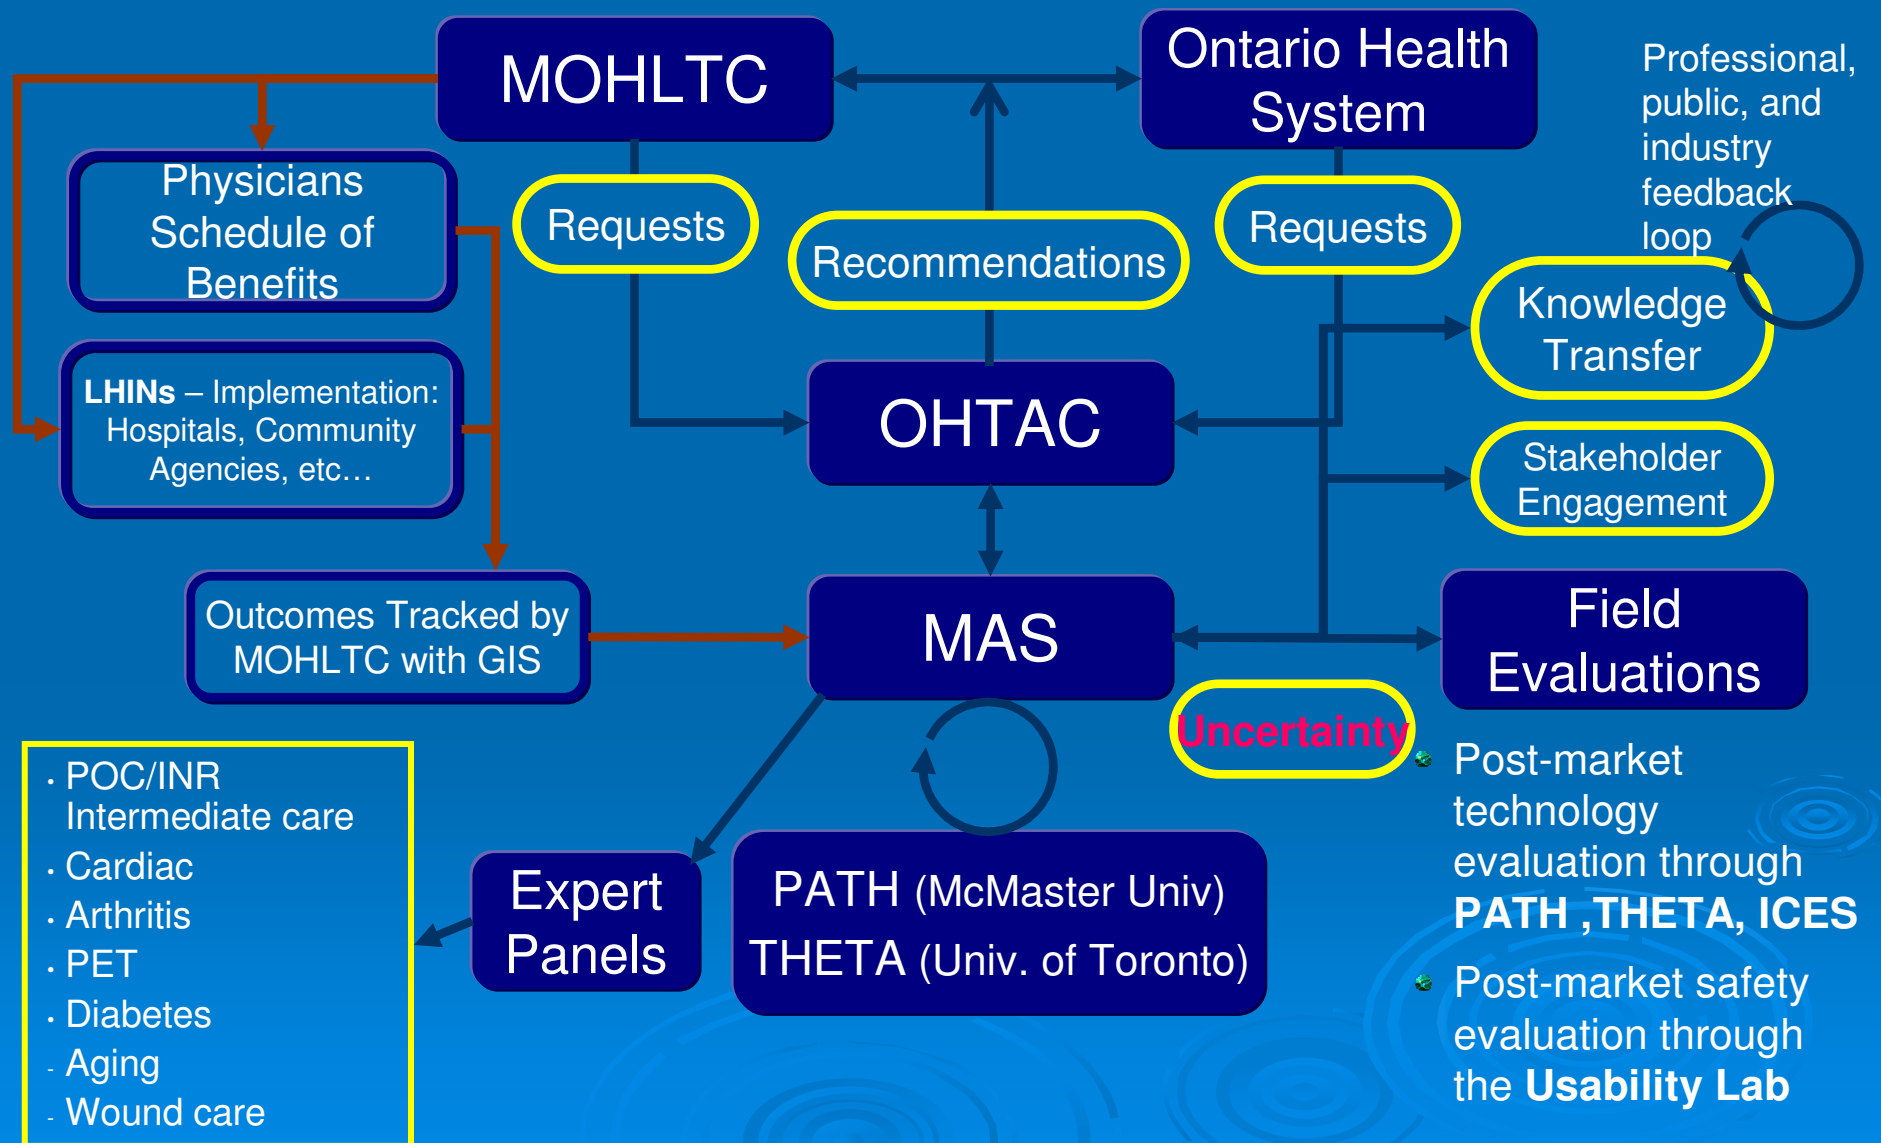 MOHLTC
Ontario Health
System
Professional,
public, and
industry
feedback
loop
Physicians
Schedule of
Benefits
Requests
Recommendations
Requests
Knowledge
Transfer
LHINs – Implementation:
Hospitals, Community
Agencies, etc…
OHTAC
Stakeholder
Engagement
Outcomes Tracked by
MOHLTC with GIS
MAS
Field
Evaluations
Uncertainty
• POC/INR
Intermediate care
• Cardiac
• Arthritis
• PET
• Diabetes
- Aging
- Wound care
Expert
Panels
PATH (McMaster Univ)
THETA (Univ. of Toronto)
Post-market
technology
evaluation through
PATH ,THETA, ICES
Post-market safety
evaluation through
the Usability Lab